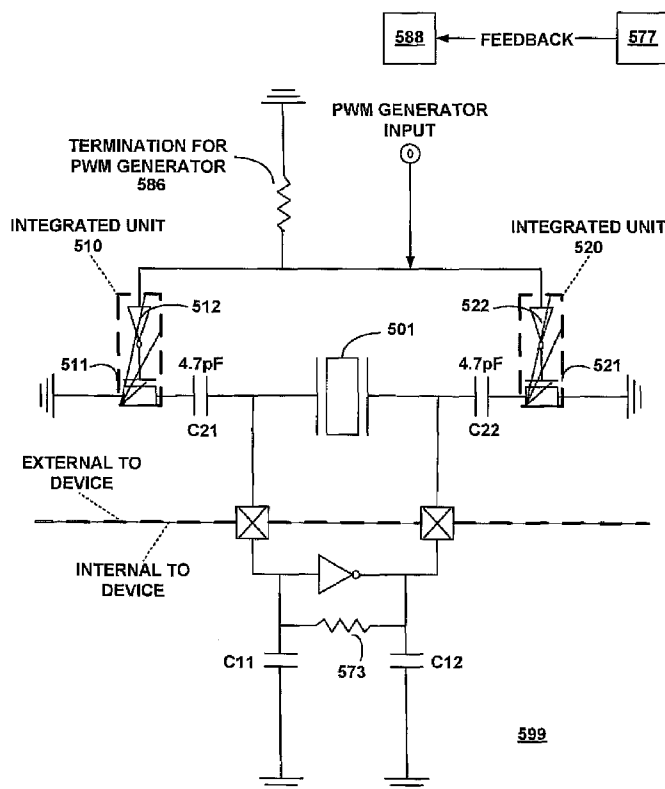 588
FEEDBACK
577
PWM GENERATOR
INPUT
TERMINATION FOR
PWM GENERATOR
586
INTEGRATED UNIT
510
INTEGRATED UNIT
520
512
522
501
511
521
4.7pF
4.7pF
C21
C22
EXTERNAL TO
DEVICE
INTERNAL TO
DEVICE
C11
573
C12
599